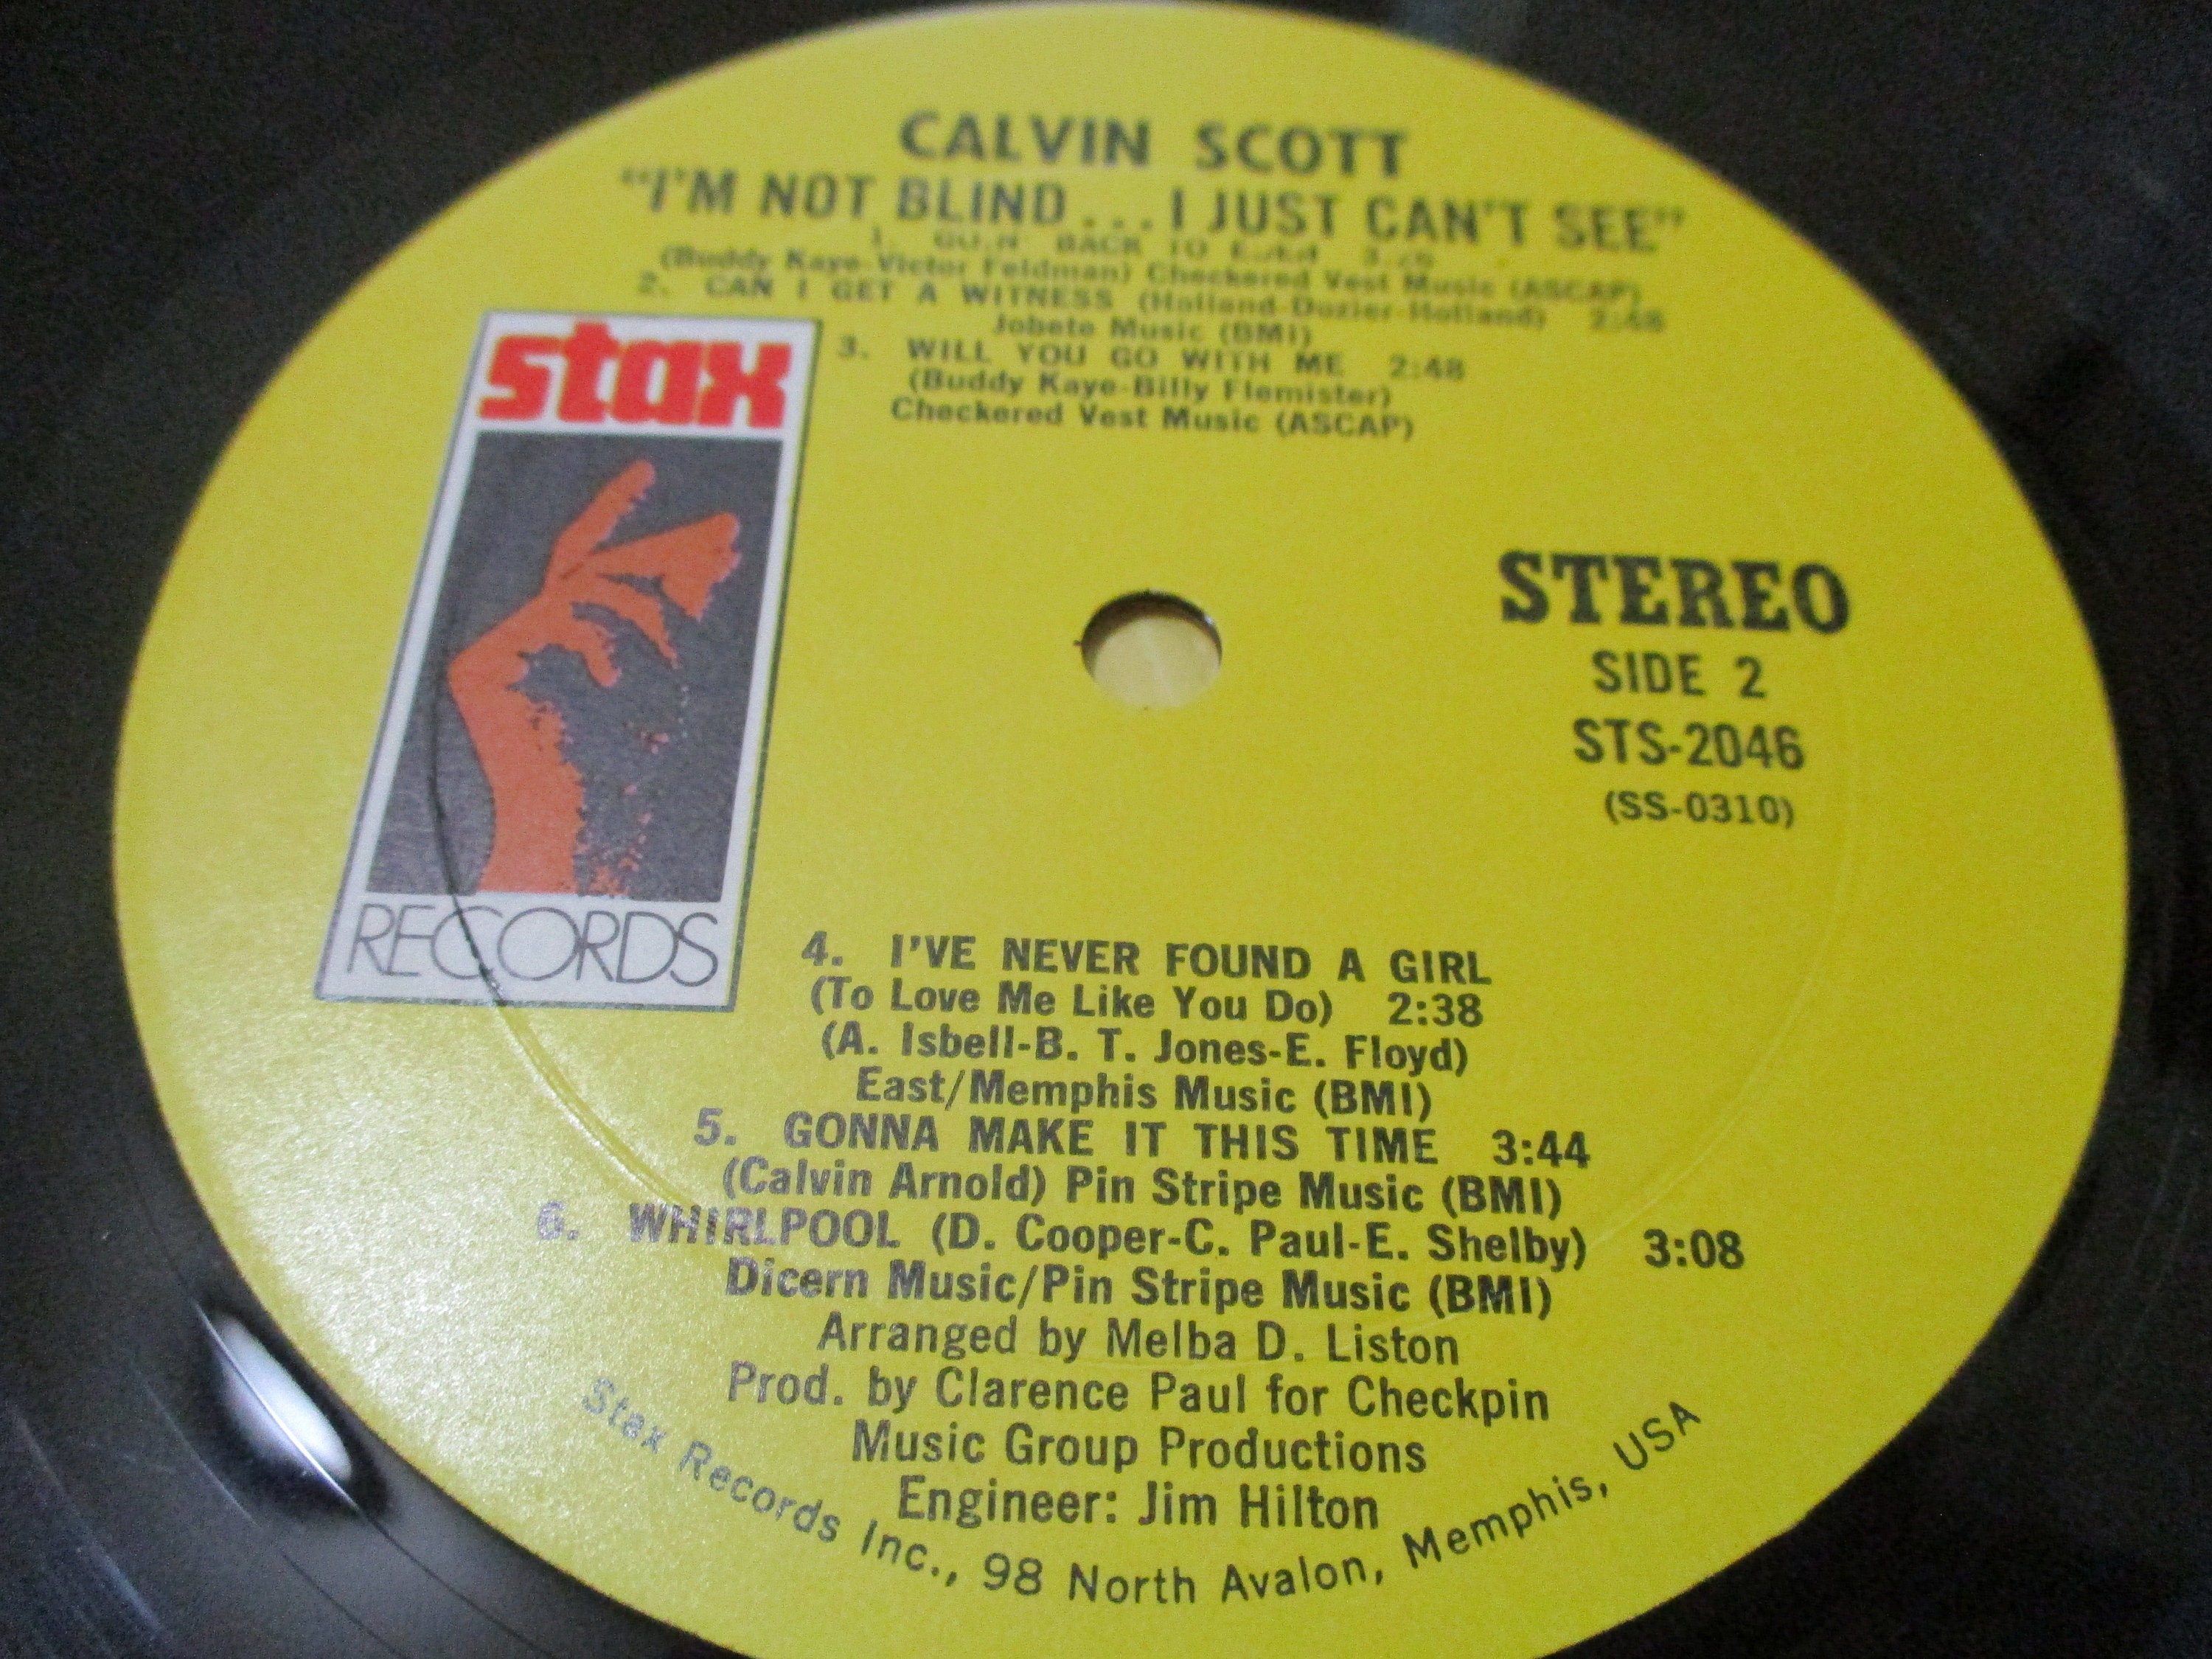 CALVIN SCOTT
"I'M NOT BLIND...I JUST CAN'T SEE"
1. BACK TO
(Buddy Kaye-Victor Feldman) Checkered Vest Music (ASCAP)
2. CAN I GET A WITNESS (Holland-Dozier-Holland) 2:48
Jobete Music (BMI)
3. WILL YOU GO WITH ME 2:48
(Buddy Kaye-Billy Flemister)
Checkered Vest Music (ASCAP)
stax
RECORDS
STEREO
SIDE 2
STS-2046
(SS-0310)
4. I'VE NEVER FOUND A GIRL
(To Love Me Like You Do) 2:38
(A. Isbell-B. T. Jones-E. Floyd)
East/Memphis Music (BMI)
5. GONNA MAKE IT THIS TIME 3:44
(Calvin Arnold) Pin Stripe Music (BMI)
6. WHIRLPOOL (D. Cooper-C. Paul-E. Shelby) 3:08
Dicern Music/Pin Stripe Music (BMI)
Arranged by Melba D. Liston
Prod. by Clarence Paul for Checkpin
Music Group Productions
Engineer: Jim Hilton
Stax Records Inc., 98 North Avalon, Memphis, USA